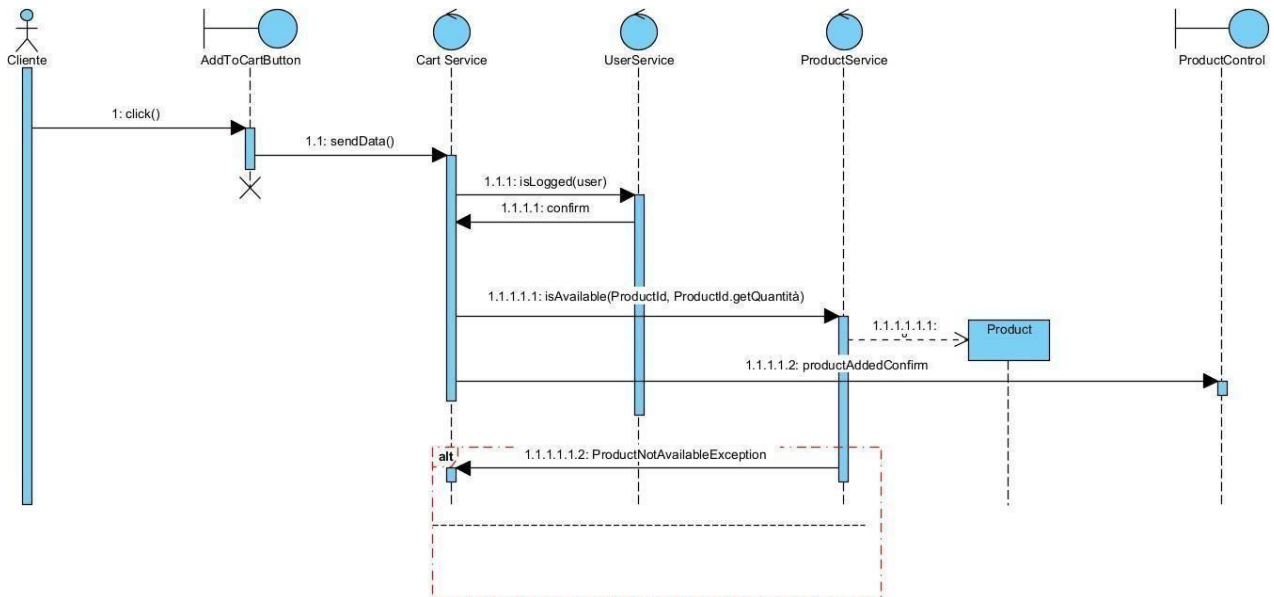 Cliente
AddToCartButton
Cart Service
UserService
ProductService
ProductControl
1: click()
1.1: sendData()
1.1.1: isLogged(user)
1.1.1.1: confirm
1.1.1.1.1: isAvailable(ProductId, ProductId.getQuantità)
1.1.1.1.1.1:
Product
1.1.1.1.2: productAddedConfirm
alt
1.1.1.1.1.2: ProductNotAvailableException